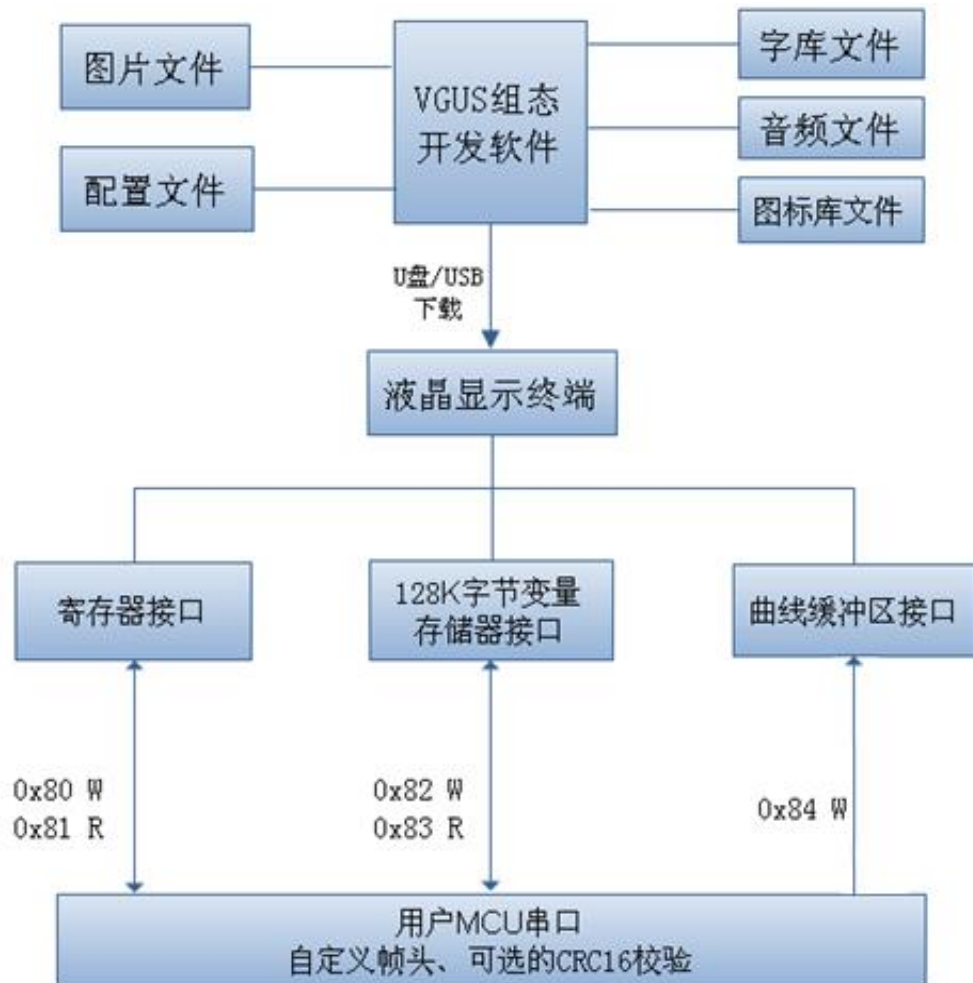 图片文件
VGUS组态
开发软件
字库文件
音频文件
配置文件
图标库文件
U盘/USB
下载
液晶显示终端
寄存器接口
128K字节变量
存储器接口
曲线缓冲区接口
0x80 W
0x81 R
0x82 W
0x83 R
0x84 W
用户MCU串口
自定义帧头、可选的CRC16校验